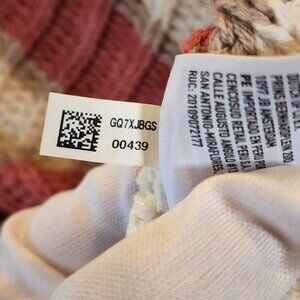 GQ7XJBGS
00439
PRINS BERNHARDPLEIN 200,
1097 JB AMSTERDAM
PE: IMPORTADO EN PERU POR
CENCOSUD RETAIL PERU
CALLE AUGUSTO ANGULO #130
SAN ANTONIO-MIRAFLORES,
RUC: 20109072177